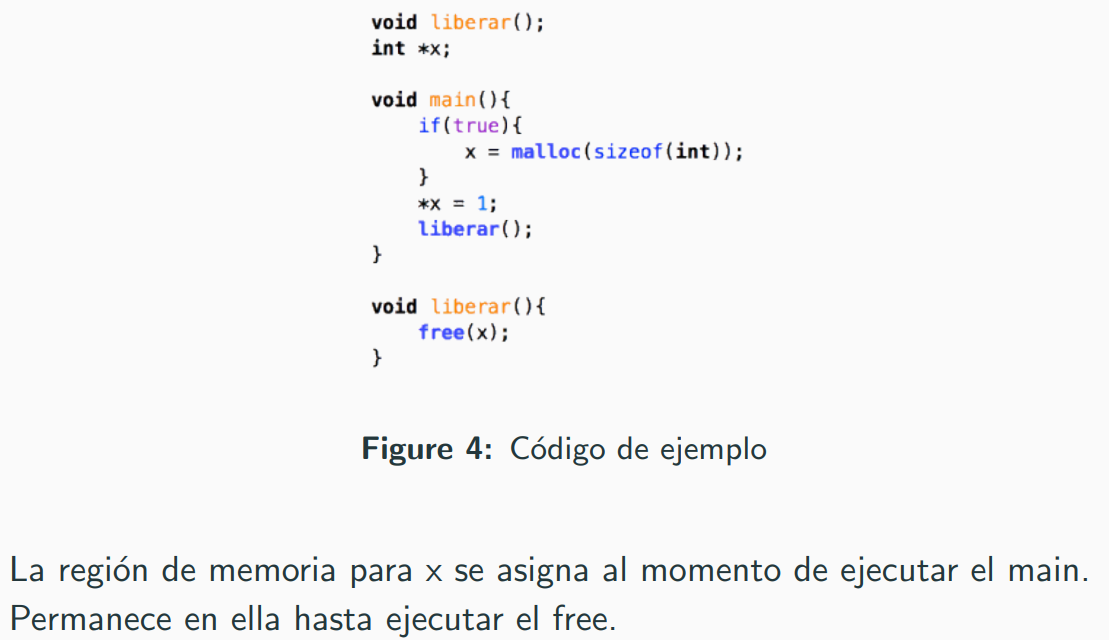 void liberar();
int *x;
void main(){
if(true){
x = malloc(sizeof(int));
}
*x = 1;
liberar();
}
void liberar(){
free(x);
}
Figure 4: Código de ejemplo
La región de memoria para x se asigna al momento de ejecutar el main.
Permanece en ella hasta ejecutar el free.